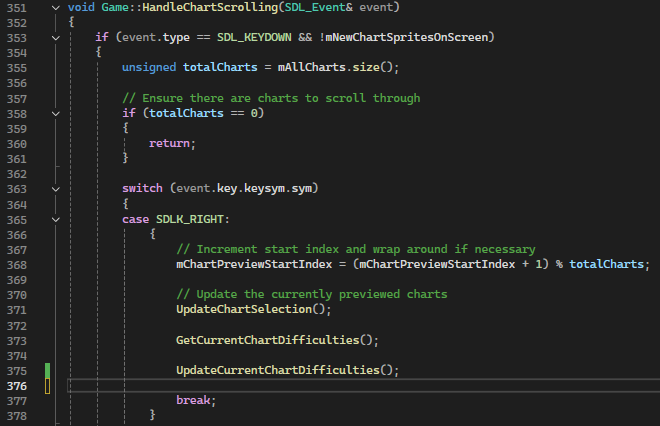 351 void Game::HandleChartScrolling(SDL_Event& event)
352 {
353     if (event.type == SDL_KEYDOWN && !mNewChartSpritesOnScreen)
354     {
355         unsigned totalCharts = mAllCharts.size();
356
357         // Ensure there are charts to scroll through
358         if (totalCharts == 0)
359         {
360             return;
361         }
362
363         switch (event.key.keysym.sym)
364         {
365         case SDLK_RIGHT:
366             {
367                 // Increment start index and wrap around if necessary
368                 mChartPreviewStartIndex = (mChartPreviewStartIndex + 1) % totalCharts;
369
370                 // Update the currently previewed charts
371                 UpdateChartSelection();
372
373                 GetCurrentChartDifficulties();
374
375                 UpdateCurrentChartDifficulties();
376
377                 break;
378             }